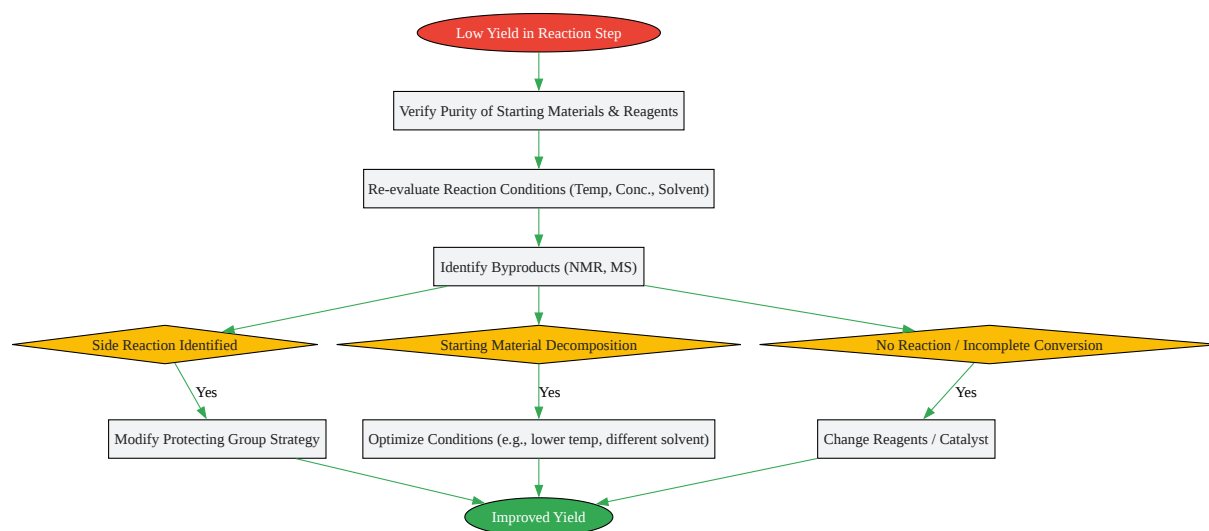 Low Yield in Reaction Step
Verify Purity of Starting Materials & Reagents
Re-evaluate Reaction Conditions (Temp, Conc., Solvent)
Identify Byproducts (NMR, MS)
Side Reaction Identified
Starting Material Decomposition
No Reaction / Incomplete Conversion
Yes
Yes
Yes
Modify Protecting Group Strategy
Optimize Conditions (e.g., lower temp, different solvent)
Change Reagents / Catalyst
Improved Yield